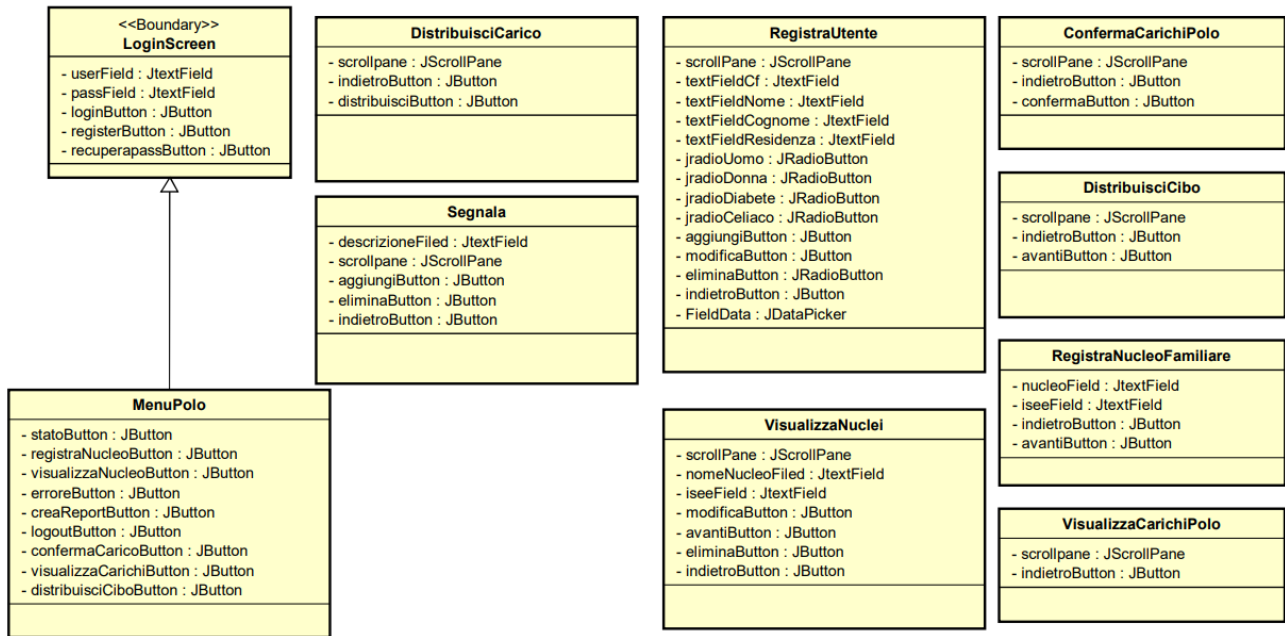 <<Boundary>>
LoginScreen
- userField : JtextField
- passField : JtextField
- loginButton : JButton
- registerButton : JButton
- recuperapassButton : JButton
DistribuisciCarico
- scrollpane : JScrollPane
- indietroButton : JButton
- distribuisciButton : JButton
Segnala
- descrizioneFiled : JtextField
- scrollpane : JScrollPane
- aggiungiButton : JButton
- eliminaButton : JButton
- indietroButton : JButton
MenuPolo
- statoButton : JButton
- registraNucleoButton : JButton
- visualizzaNucleoButton : JButton
- erroreButton : JButton
- creaReportButton : JButton
- logoutButton : JButton
- confermaCaricoButton : JButton
- visualizzaCarichiButton : JButton
- distribuisciCiboButton : JButton
RegistraUtente
- scrollPane : JScrollPane
- textFieldCf : JtextField
- textFieldNome : JtextField
- textFieldCognome : JtextField
- textFieldResidenza : JtextField
- jradioUomo : JRadioButton
- jradioDonna : JRadioButton
- jradioDiabete : JRadioButton
- jradioCeliaco : JRadioButton
- aggiungiButton : JButton
- modificaButton : JButton
- eliminaButton : JRadioButton
- indietroButton : JButton
- FieldData : JDataPicker
VisualizzaNuclei
- scrollPane : JScrollPane
- nomeNucleoFiled : JtextField
- iseeField : JtextField
- modificaButton : JButton
- avantiButton : JButton
- eliminaButton : JButton
- indietroButton : JButton
ConfermaCarichiPolo
- scrollPane : JScrollPane
- indietroButton : JButton
- confermaButton : JButton
DistribuisciCibo
- scrollpane : JScrollPane
- indietroButton : JButton
- avantiButton : JButton
RegistraNucleoFamiliare
- nucleoField : JtextField
- iseeField : JtextField
- indietroButton : JButton
- avantiButton : JButton
VisualizzaCarichiPolo
- scrollpane : JScrollPane
- indietroButton : JButton